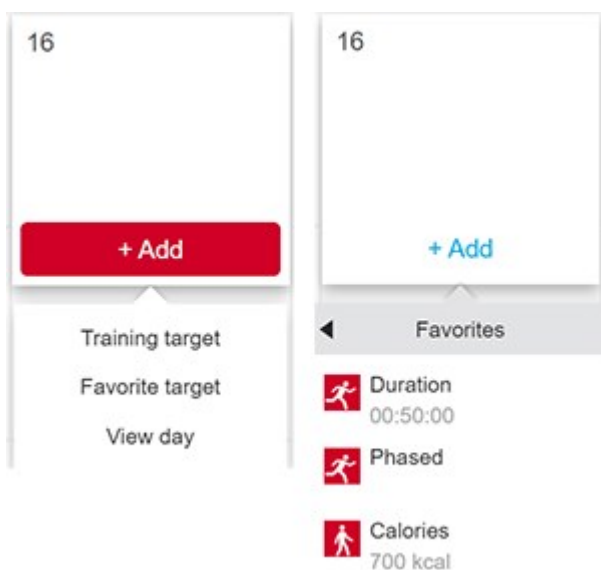 16
+ Add
Training target
Favorite target
View day
16
+ Add
Favorites
Duration
00:50:00
Phased
Calories
700 kcal